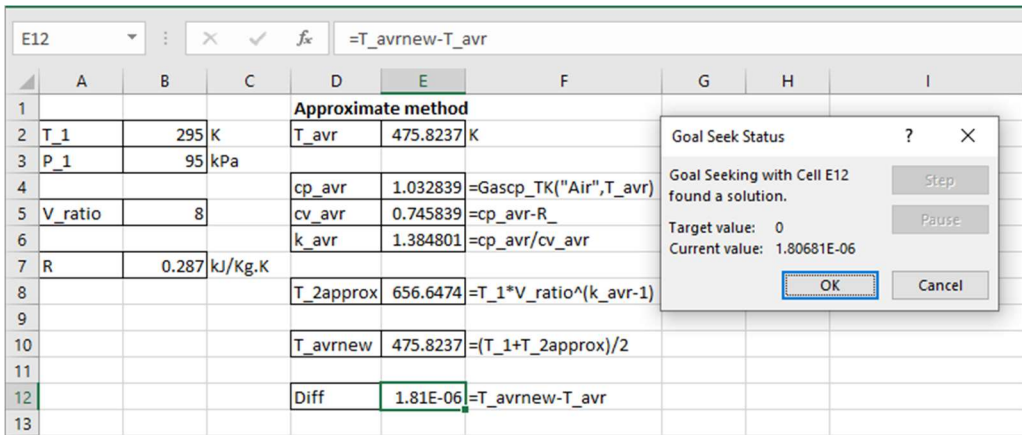 E12 fx =T_avrnew-T_avr
A B C D E F G H I
1 Approximate method
2 T_1 295 K T_avr 475.8237 K
3 P_1 95 kPa
4 cp_avr 1.032839 =Gascp_TK("Air",T_avr)
5 V_ratio 8 cv_avr 0.745839 =cp_avr-R_
6 k_avr 1.384801 =cp_avr/cv_avr
7 R 0.287 kJ/Kg.K
8 T_2approx 656.6474 =T_1*V_ratio^(k_avr-1)
9
10 T_avrnew 475.8237 =(T_1+T_2approx)/2
11
12 Diff 1.81E-06 =T_avrnew-T_avr
13
Goal Seek Status ? ×
Goal Seeking with Cell E12
found a solution.
Step
Pause
Target value: 0
Current value: 1.80681E-06
OK Cancel